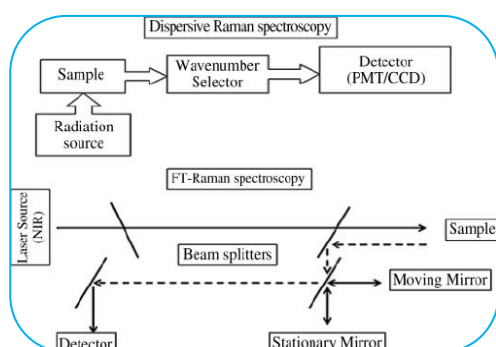 Dispersive Raman spectroscopy
Sample
Wavenumber
Selector
Detector
(PMT/CCD)
Radiation
source
FT-Raman spectroscopy
Laser Source
(NIR)
Sample
Beam splitters
Moving Mirror
Detector
Stationary Mirror